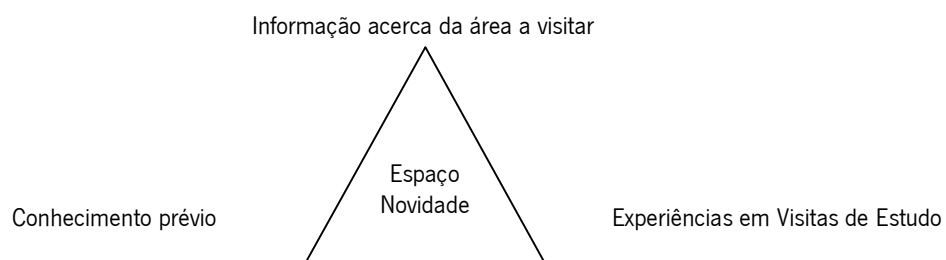 Informação acerca da área a visitar
Espaço
Novidade
Conhecimento prévio
Experiências em Visitas de Estudo